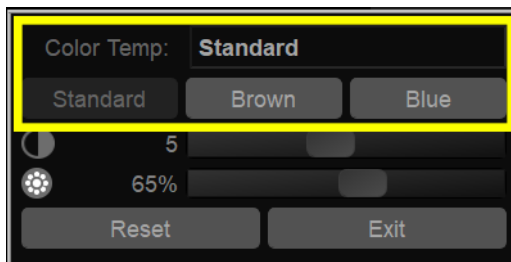 Color Temp: Standard
Standard Brown Blue
5
65%
Reset Exit